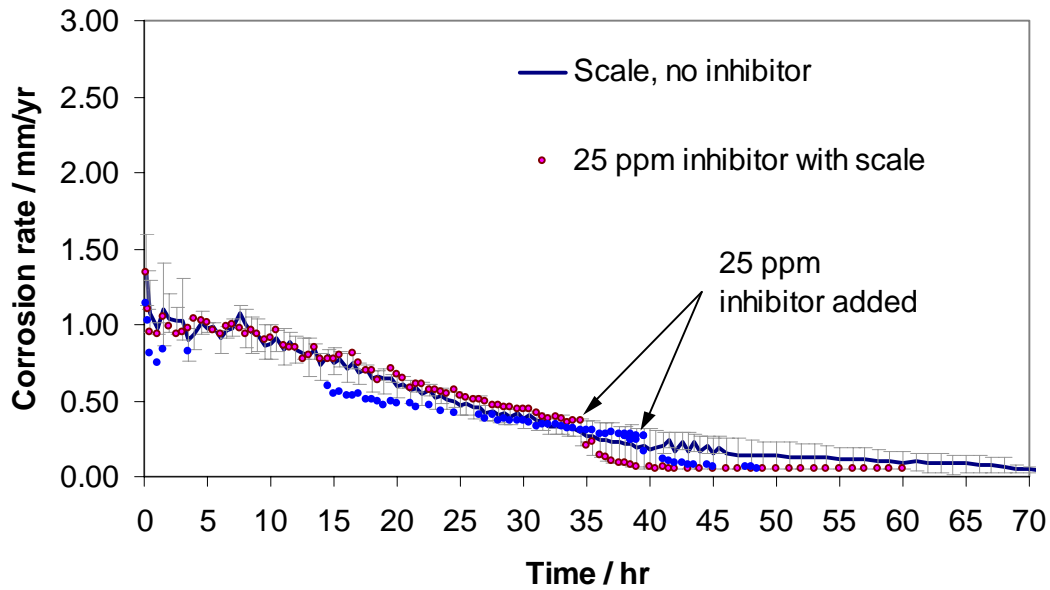 3.00
2.50
2.00
1.50
1.00
0.50
0.00
Corrosion rate / mm/yr
Scale, no inhibitor
25 ppm inhibitor with scale
25 ppm
inhibitor added
0 5 10 15 20 25 30 35 40 45 50 55 60 65 70
Time / hr